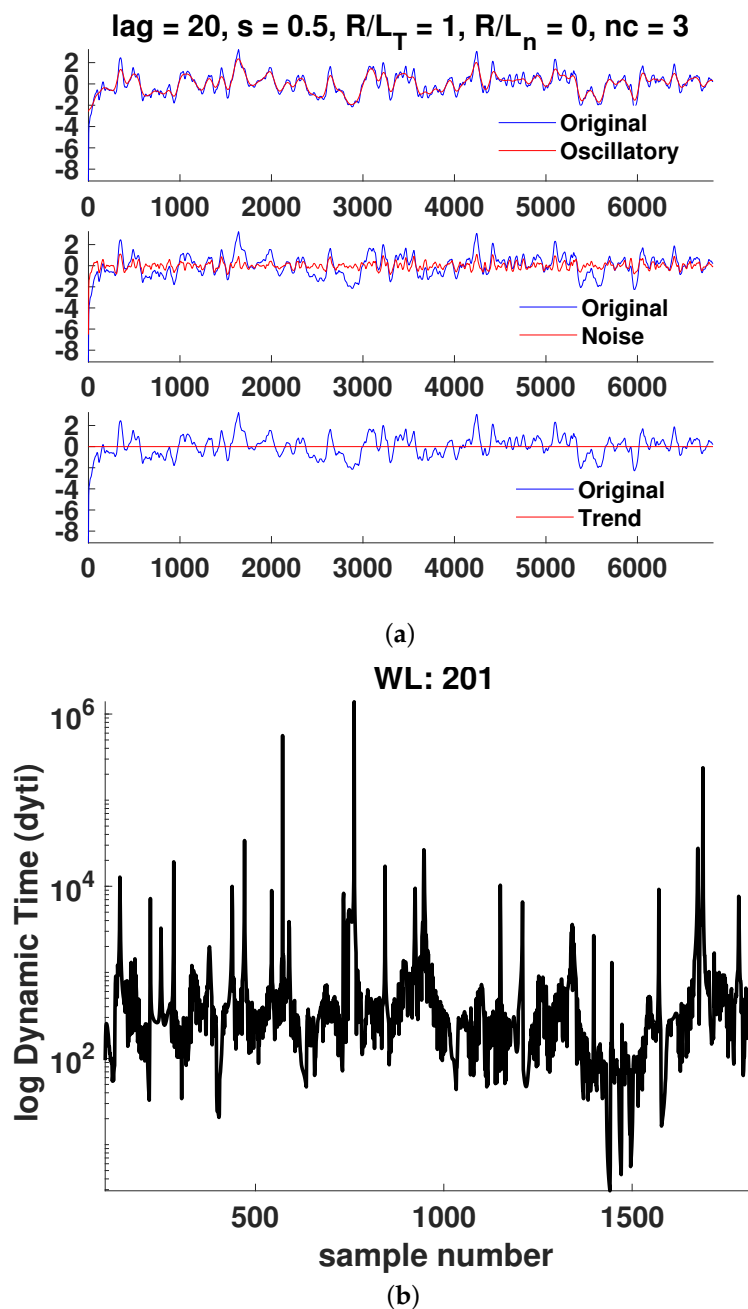 lag = 20, s = 0.5, R/L_T = 1, R/L_n = 0, nc = 3
2
0
-2
-4
-6
-8
Original
Oscillatory
0 1000 2000 3000 4000 5000 6000
2
0
-2
-4
-6
-8
Original
Noise
0 1000 2000 3000 4000 5000 6000
2
0
-2
-4
-6
-8
Original
Trend
0 1000 2000 3000 4000 5000 6000
(a)
WL: 201
log Dynamic Time (dyti)
10^6
10^4
10^2
500 1000 1500
sample number
(b)